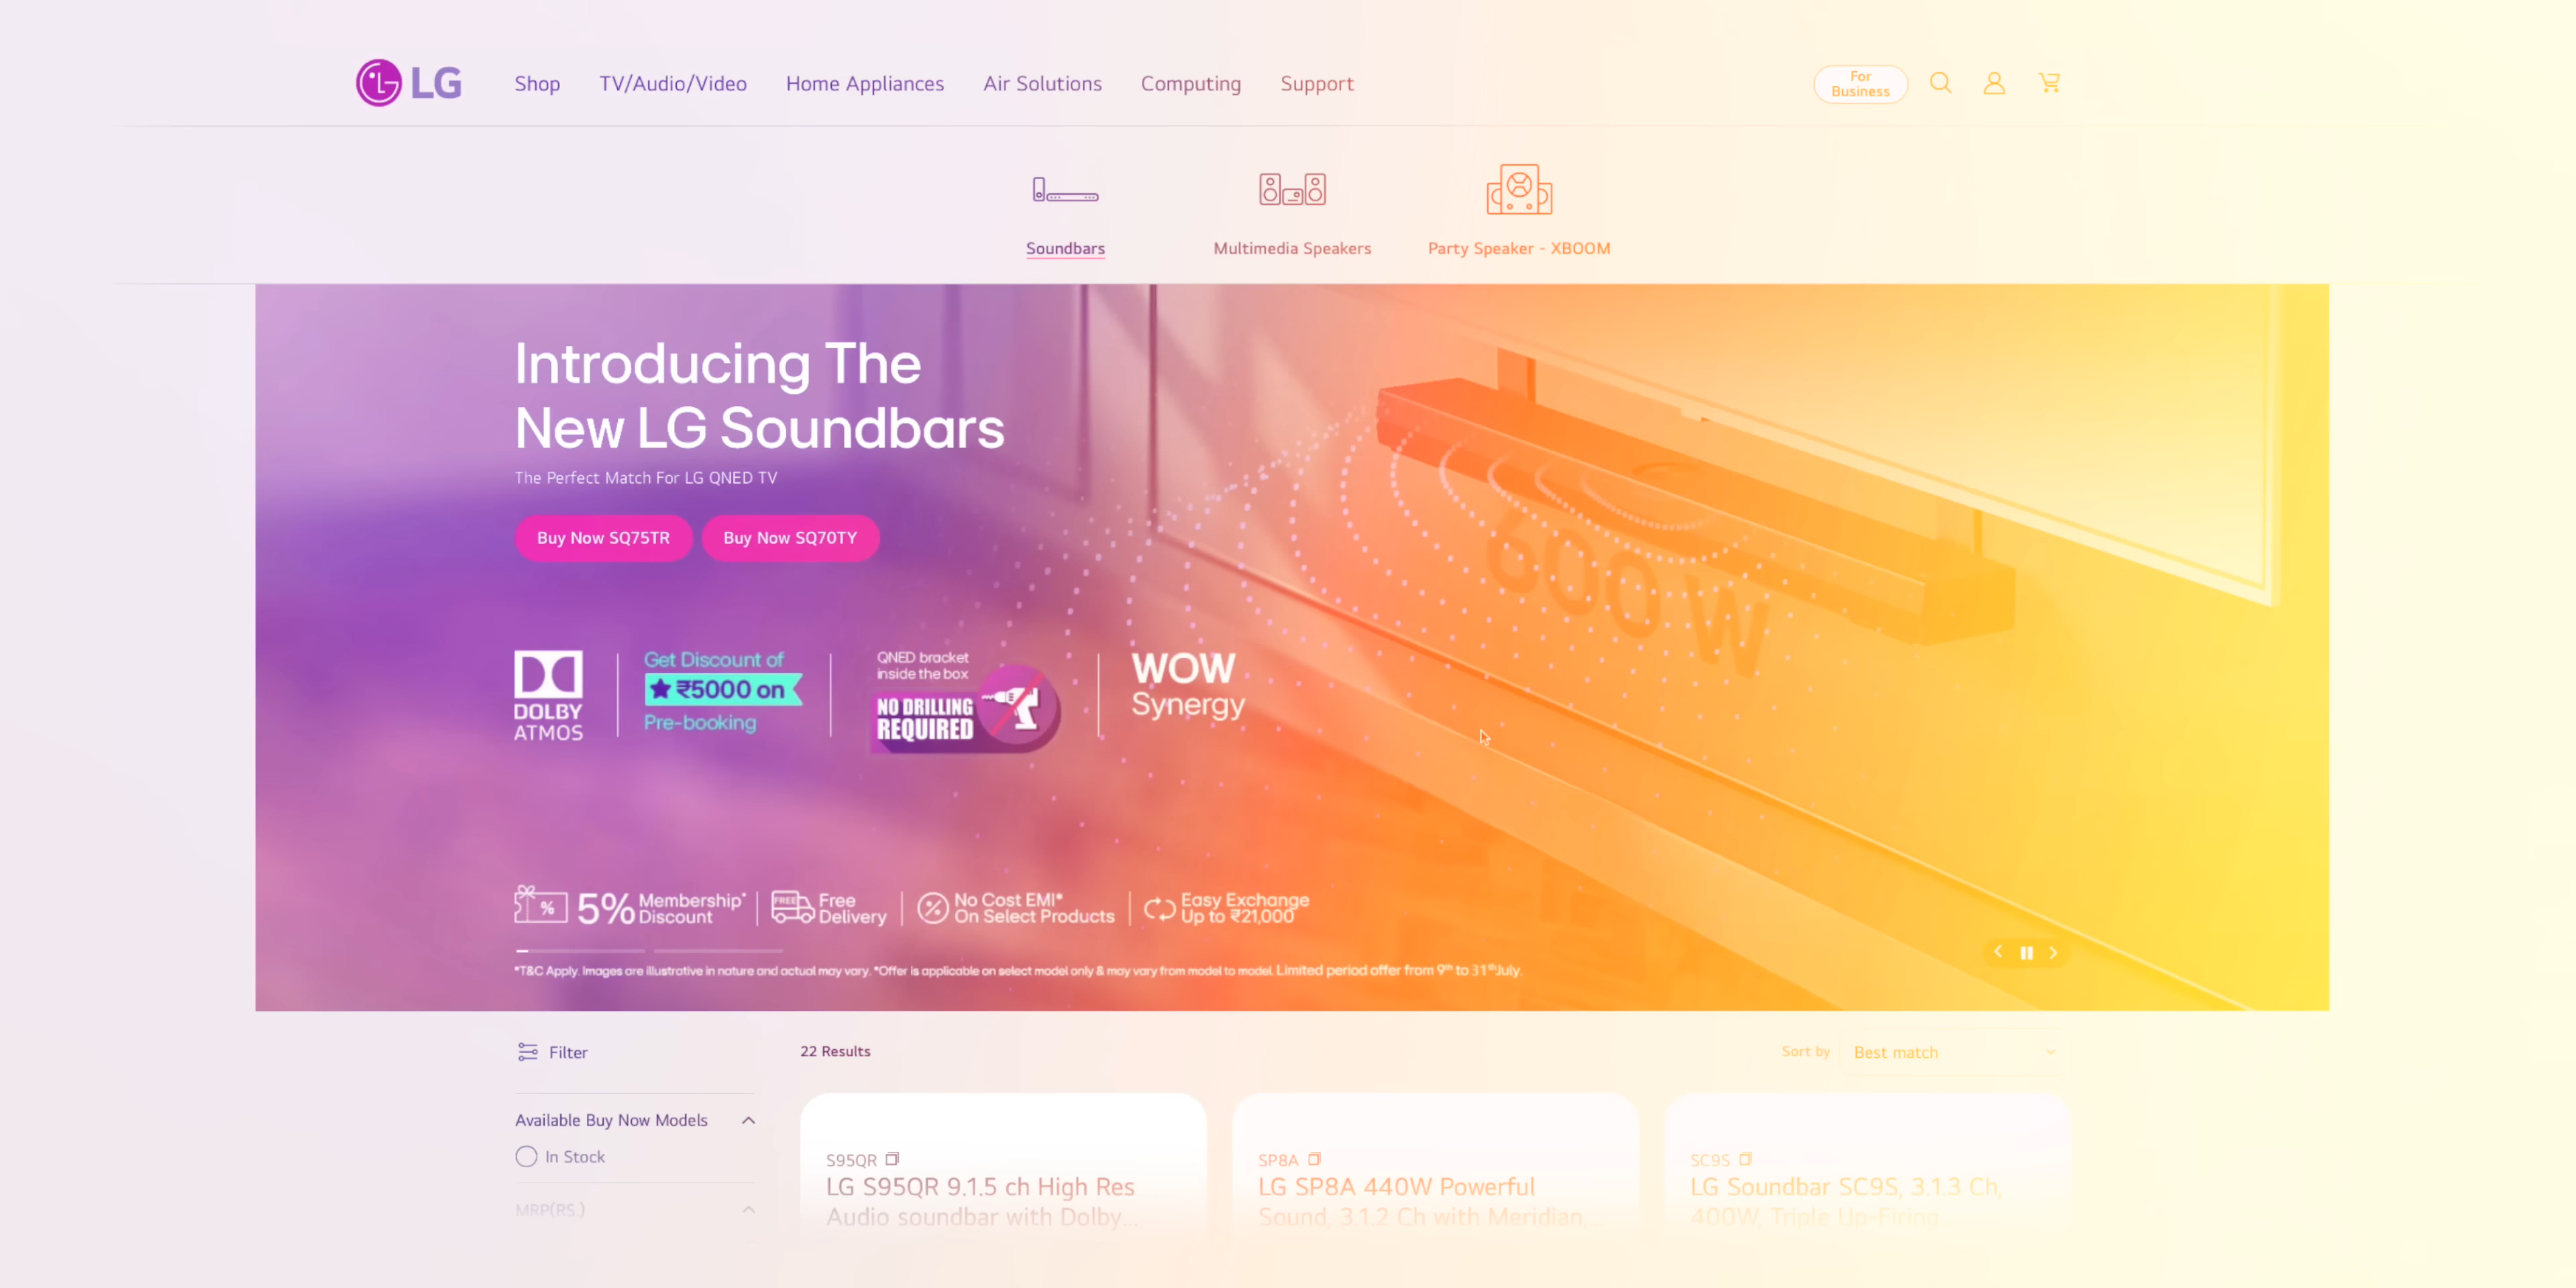 LG
Shop TV/Audio/Video Home Appliances Air Solutions Computing Support
For
Business
Soundbars Multimedia Speakers Party Speaker - XBOOM
Introducing The
New LG Soundbars
The Perfect Match For LG QNED TV
Buy Now SQ75TR Buy Now SQ70TY
600 W
DOLBY
ATMOS
Get Discount of
₹5000 on
Pre-booking
QNED bracket
inside the box
NO DRILLING
REQUIRED
WOW
Synergy
% 5% Membership*
Discount
FREE Free
Delivery
% No Cost EMI*
On Select Products
Easy Exchange
Up to ₹21,000
*T&C Apply. Images are illustrative in nature and actual may vary. *Offer is applicable on select model only & may vary from model to model. Limited period offer from 9th to 31st July.
Filter
22 Results
Sort by Best match
Available Buy Now Models
In Stock
MRP(RS.)
S95QR
LG S95QR 9.1.5 ch High Res
Audio soundbar with Dolby...
SP8A
LG SP8A 440W Powerful
Sound, 3.1.2 Ch with Meridian,...
SC9S
LG Soundbar SC9S, 3.1.3 Ch,
400W, Triple Up-Firing